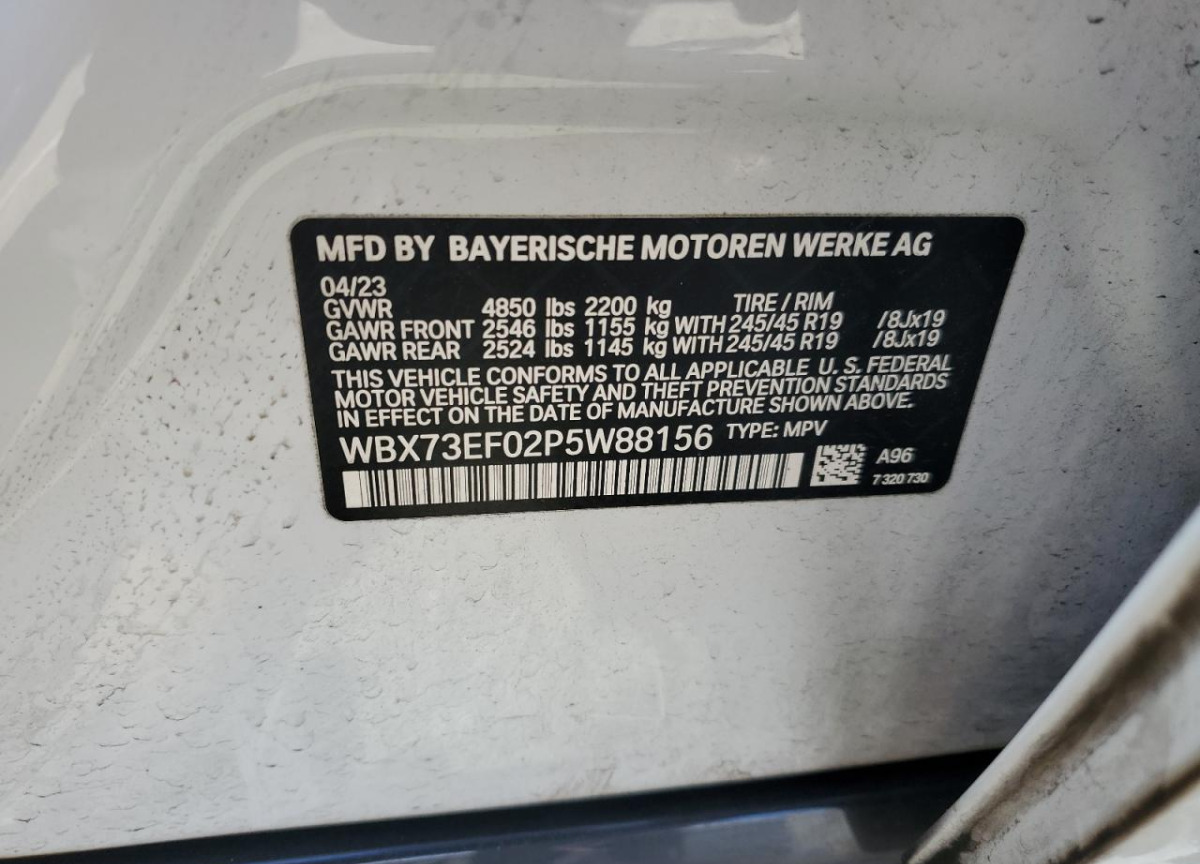 MFD BY BAYERISCHE MOTOREN WERKE AG
04/23
GVWR 4850 lbs 2200 kg TIRE / RIM
GAWR FRONT 2546 lbs 1155 kg WITH 245/45 R19 /8Jx19
GAWR REAR 2524 lbs 1145 kg WITH 245/45 R19 /8Jx19
THIS VEHICLE CONFORMS TO ALL APPLICABLE U. S. FEDERAL
MOTOR VEHICLE SAFETY AND THEFT PREVENTION STANDARDS
IN EFFECT ON THE DATE OF MANUFACTURE SHOWN ABOVE.
WBX73EF02P5W88156 TYPE: MPV
A96
7 320 730